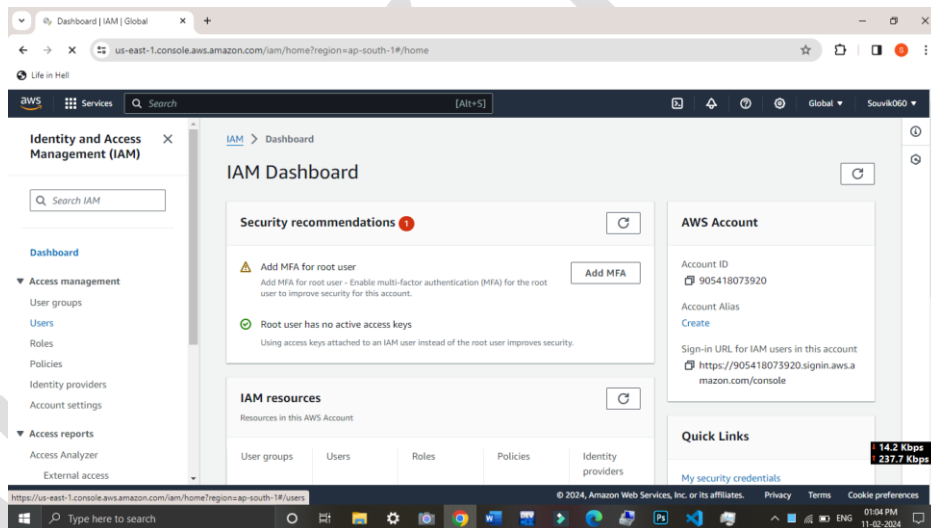 Dashboard | IAM | Global
us-east-1.console.aws.amazon.com/iam/home?region=ap-south-1#/home
S
Life in Hell
aws
Services
Search
[Alt+S]
Global
Souvik060
Identity and Access
Management (IAM)
Search IAM
Dashboard
Access management
User groups
Users
Roles
Policies
Identity providers
Account settings
Access reports
Access Analyzer
External access
IAM > Dashboard
IAM Dashboard
Security recommendations 1
Add MFA for root user
Add MFA for root user - Enable multi-factor authentication (MFA) for the root
user to improve security for this account.
Add MFA
Root user has no active access keys
Using access keys attached to an IAM user instead of the root user improves security.
IAM resources
Resources in this AWS Account
User groups Users Roles Policies Identity
providers
AWS Account
Account ID
905418073920
Account Alias
Create
Sign-in URL for IAM users in this account
https://905418073920.signin.aws.a
mazon.com/console
Quick Links
My security credentials
14.2 Kbps
237.7 Kbps
https://us-east-1.console.aws.amazon.com/iam/home?region=ap-south-1#/users
© 2024, Amazon Web Services, Inc. or its affiliates. Privacy Terms Cookie preferences
Type here to search
W
Ps
ENG
01:04 PM
11-02-2024